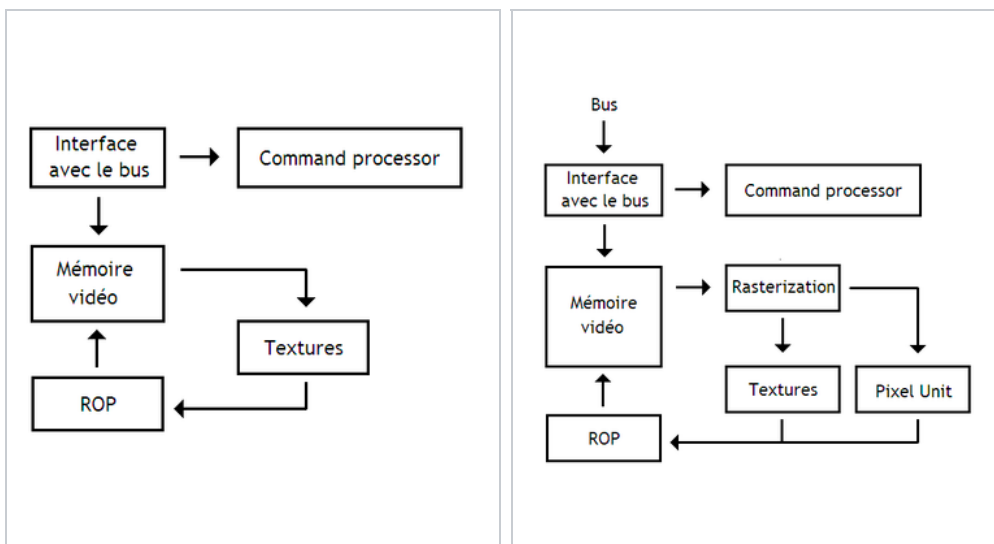 Interface
avec le bus
Command processor
Mémoire
vidéo
Textures
ROP
Bus
Interface
avec le bus
Command processor
Mémoire
vidéo
Rasterization
Textures
Pixel Unit
ROP